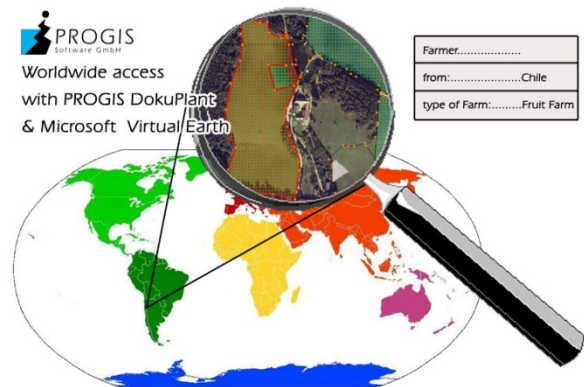 PROGIS
Software GmbH
Worldwide access
with PROGIS DokuPlant
& Microsoft Virtual Earth
Farmer...................
from:.....................Chile
type of Farm:.........Fruit Farm